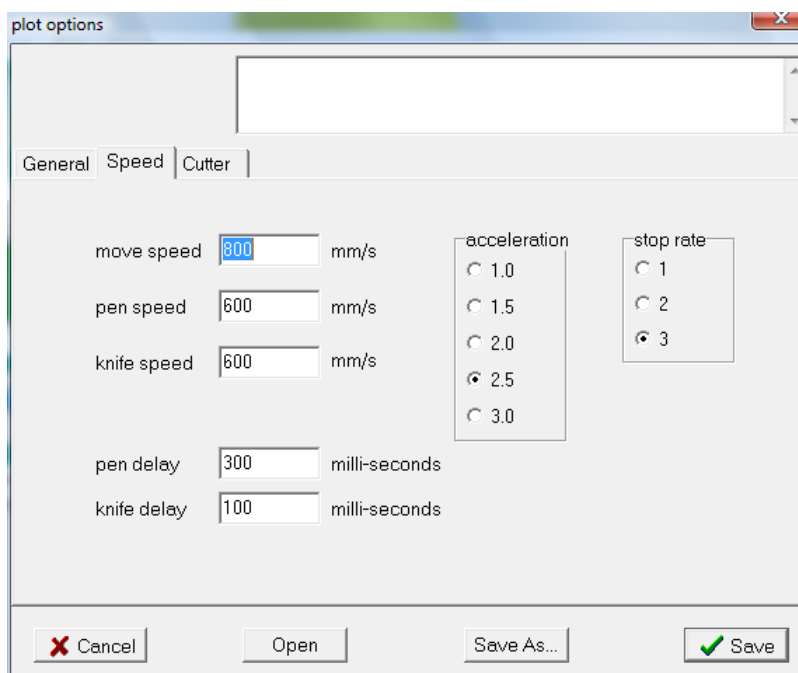 plot options
General Speed Cutter
move speed 800 mm/s
pen speed 600 mm/s
knife speed 600 mm/s
pen delay 300 milli-seconds
knife delay 100 milli-seconds
acceleration
1.0
1.5
2.0
2.5
3.0
stop rate
1
2
3
Cancel Open Save As... Save